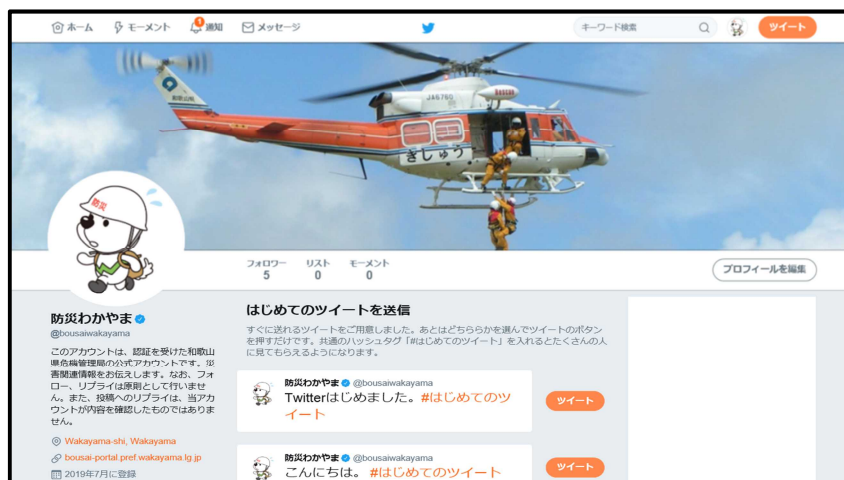 ホーム モーメント 1 通知 メッセージ キーワード検索 ツイート
和歌山県
JA6760
Rescue
きしゅう
防災
フォロワー リスト モーメント
5 0 0
プロフィールを編集
防災わかやま
@bousaiwakayama
このアカウントは、認証を受けた和歌山
県危機管理局の公式アカウントです。災
害関連情報をお伝えします。なお、フォ
ロー、リプライは原則として行いませ
ん。また、投稿へのリプライは、当アカ
ウントが内容を確認したものではありま
せん。
Wakayama-shi, Wakayama
bousai-portal.pref.wakayama.lg.jp
2019年7月に登録
はじめてのツイートを送信
すぐに送れるツイートをご用意しました。あとはどちららかを選んでツイートのボタン
を押すだけです。共通のハッシュタグ「#はじめてのツイート」を入れるとたくさんの人
に見てもらえるようになります。
防災わかやま @bousaiwakayama
Twitterはじめました。#はじめてのツ
イート
ツイート
防災わかやま @bousaiwakayama
こんにちは。 #はじめてのツイート
ツイート